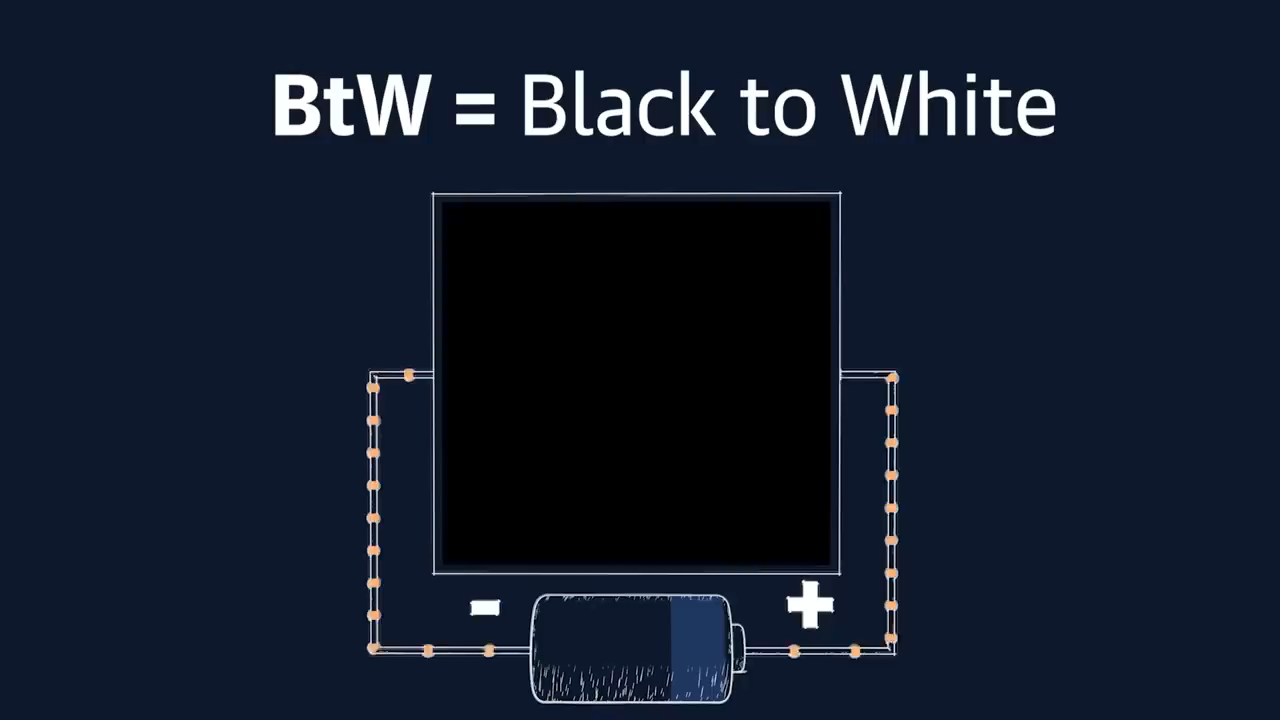 BtW = Black to White
- +